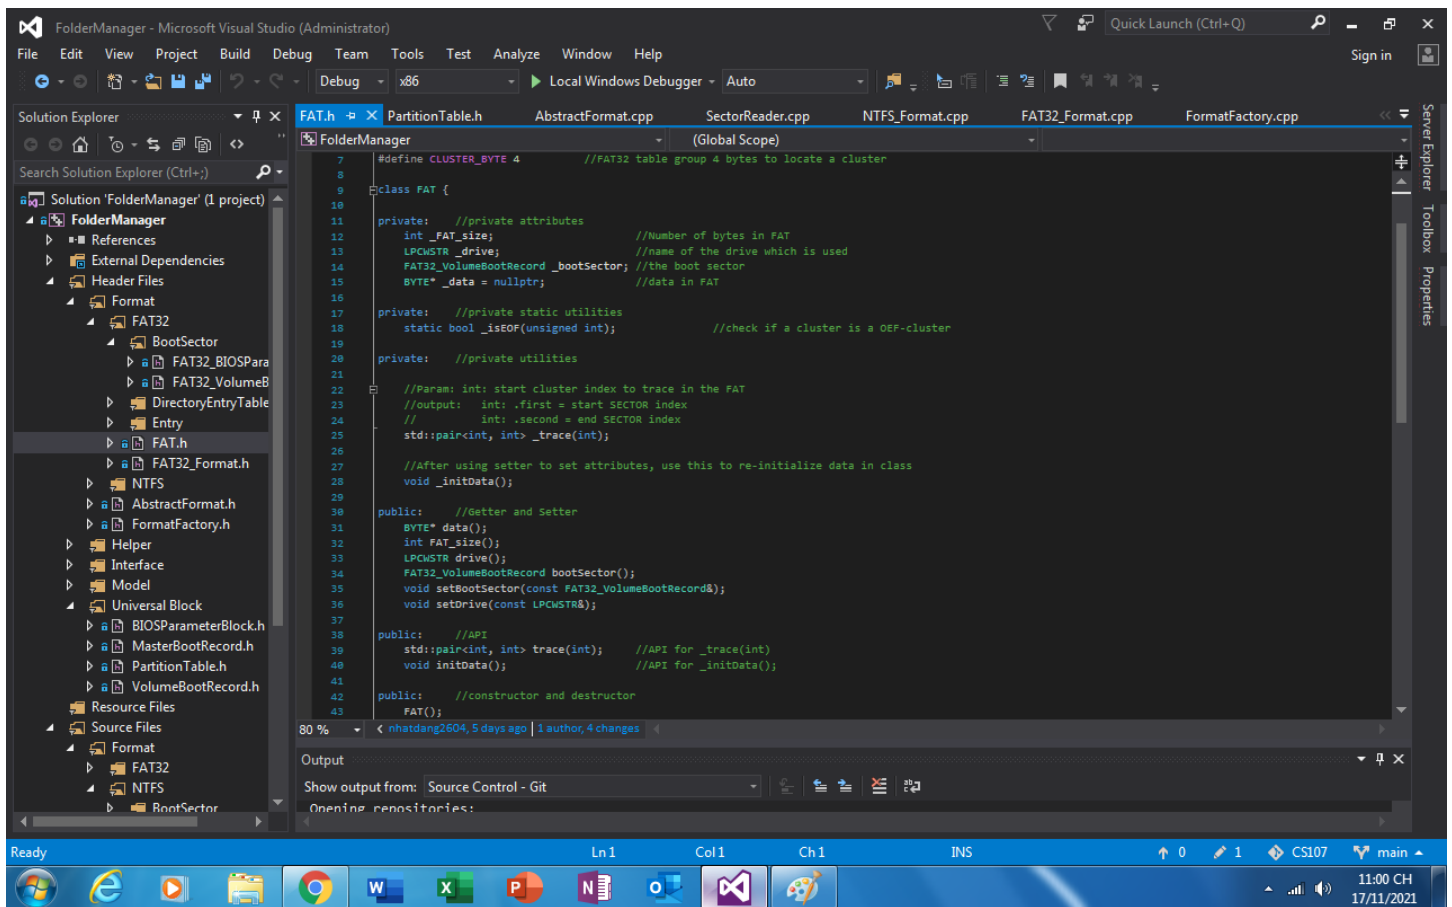 FolderManager - Microsoft Visual Studio (Administrator)
Quick Launch (Ctrl+Q)
File Edit View Project Build Debug Team Tools Test Analyze Window Help
Sign in
Debug x86 Local Windows Debugger Auto
Solution Explorer
Search Solution Explorer (Ctrl+;)
Solution 'FolderManager' (1 project)
FolderManager
References
External Dependencies
Header Files
Format
FAT32
BootSector
FAT32_BIOSPara
FAT32_VolumeB
DirectoryEntryTable
Entry
FAT.h
FAT32_Format.h
NTFS
AbstractFormat.h
FormatFactory.h
Helper
Interface
Model
Universal Block
BIOSParameterBlock.h
MasterBootRecord.h
PartitionTable.h
VolumeBootRecord.h
Resource Files
Source Files
Format
FAT32
NTFS
BootSector
FAT.h PartitionTable.h AbstractFormat.cpp SectorReader.cpp NTFS_Format.cpp FAT32_Format.cpp FormatFactory.cpp
FolderManager (Global Scope)
7 #define CLUSTER_BYTE 4 //FAT32 table group 4 bytes to locate a cluster
8
9 class FAT {
10
11 private: //private attributes
12 int _FAT_size; //Number of bytes in FAT
13 LPCWSTR _drive; //name of the drive which is used
14 FAT32_VolumeBootRecord _bootSector; //the boot sector
15 BYTE* _data = nullptr; //data in FAT
16
17 private: //private static utilities
18 static bool _isEOF(unsigned int); //check if a cluster is a OEF-cluster
19
20 private: //private utilities
21
22 //Param: int: start cluster index to trace in the FAT
23 //output: int: .first = start SECTOR index
24 // int: .second = end SECTOR index
25 std::pair<int, int> _trace(int);
26
27 //After using setter to set attributes, use this to re-initialize data in class
28 void _initData();
29
30 public: //Getter and Setter
31 BYTE* data();
32 int FAT_size();
33 LPCWSTR drive();
34 FAT32_VolumeBootRecord bootSector();
35 void setBootSector(const FAT32_VolumeBootRecord&);
36 void setDrive(const LPCWSTR&);
37
38 public: //API
39 std::pair<int, int> trace(int); //API for _trace(int)
40 void initData(); //API for _initData();
41
42 public: //constructor and destructor
43 FAT();
80 % nhatdang2604, 5 days ago | 1 author, 4 changes
Output
Show output from: Source Control - Git
Opening repositories:
Server Explorer
Toolbox
Properties
Ready Ln 1 Col 1 Ch 1 INS 0 1 CS107 main
11:00 CH
17/11/2021